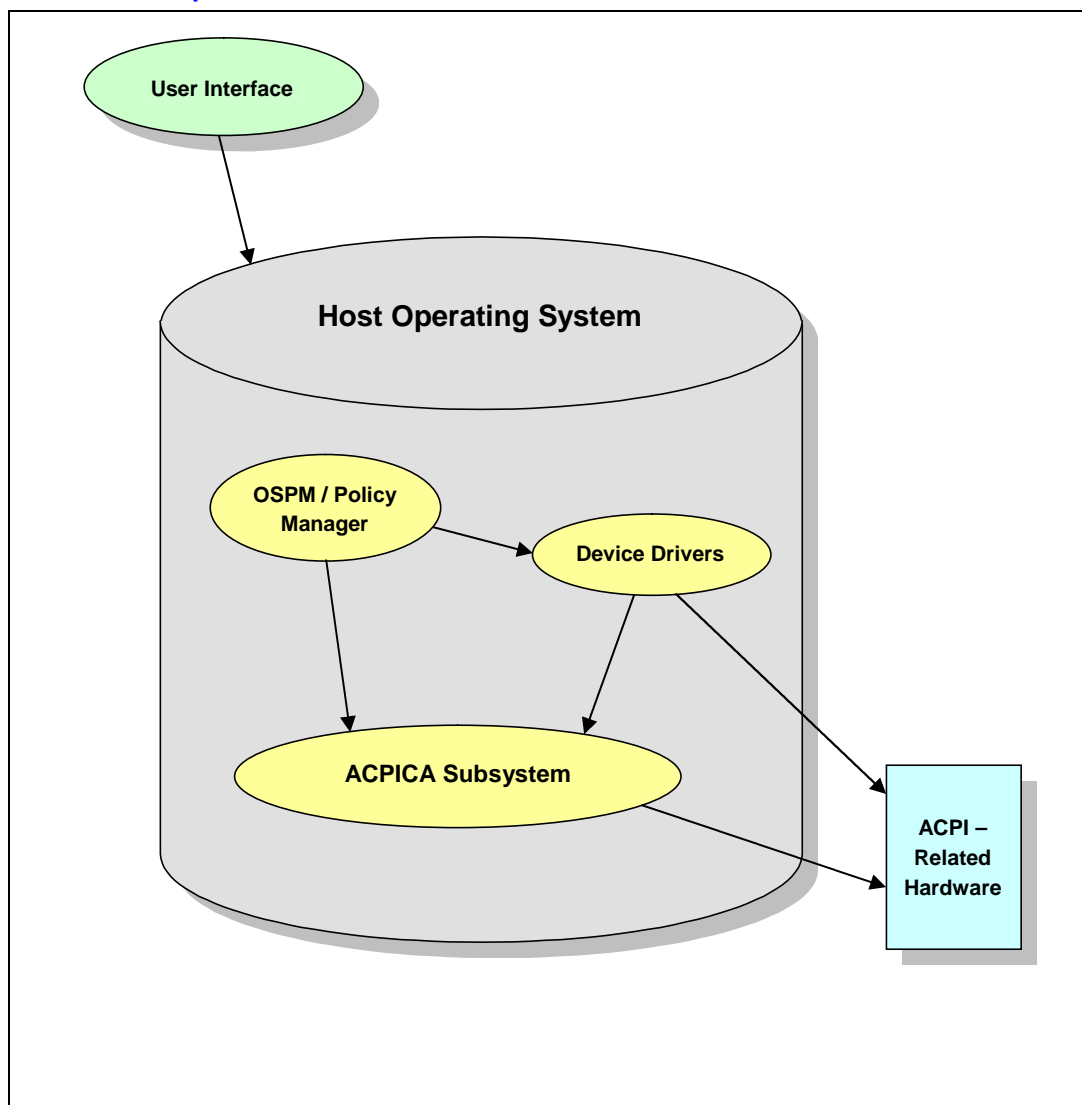 User Interface
Host Operating System
OSPM / Policy
Manager
Device Drivers
ACPICA Subsystem
ACPI –
Related
Hardware